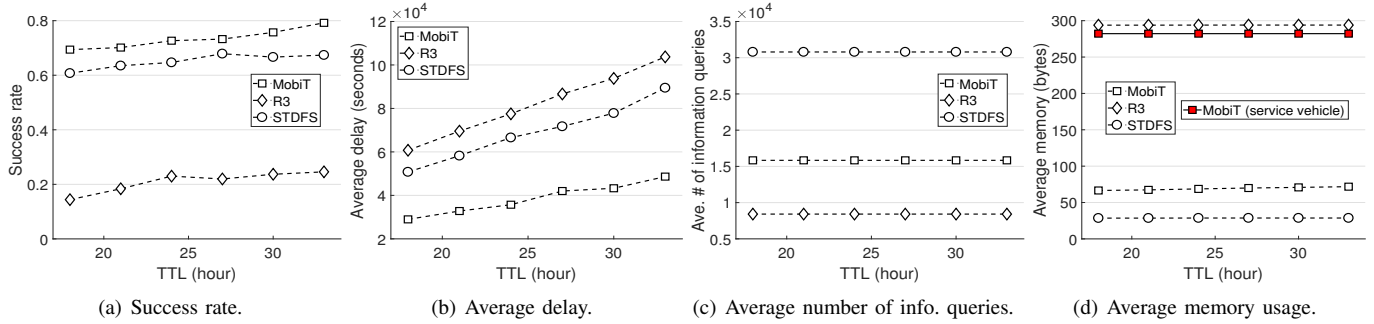 0.8
0.6
0.4
0.2
0
20
25
30
Success rate
TTL (hour)
MobiT
R3
STDFS
(a) Success rate.
×10⁴
12
10
8
6
4
2
20
25
30
Average delay (seconds)
TTL (hour)
MobiT
R3
STDFS
(b) Average delay.
×10⁴
3.5
3
2.5
2
1.5
1
0.5
20
25
30
Ave. # of information queries
TTL (hour)
MobiT
R3
STDFS
(c) Average number of info. queries.
300
250
200
150
100
50
0
20
25
30
Average memory (bytes)
TTL (hour)
MobiT
R3
STDFS
MobiT (service vehicle)
(d) Average memory usage.